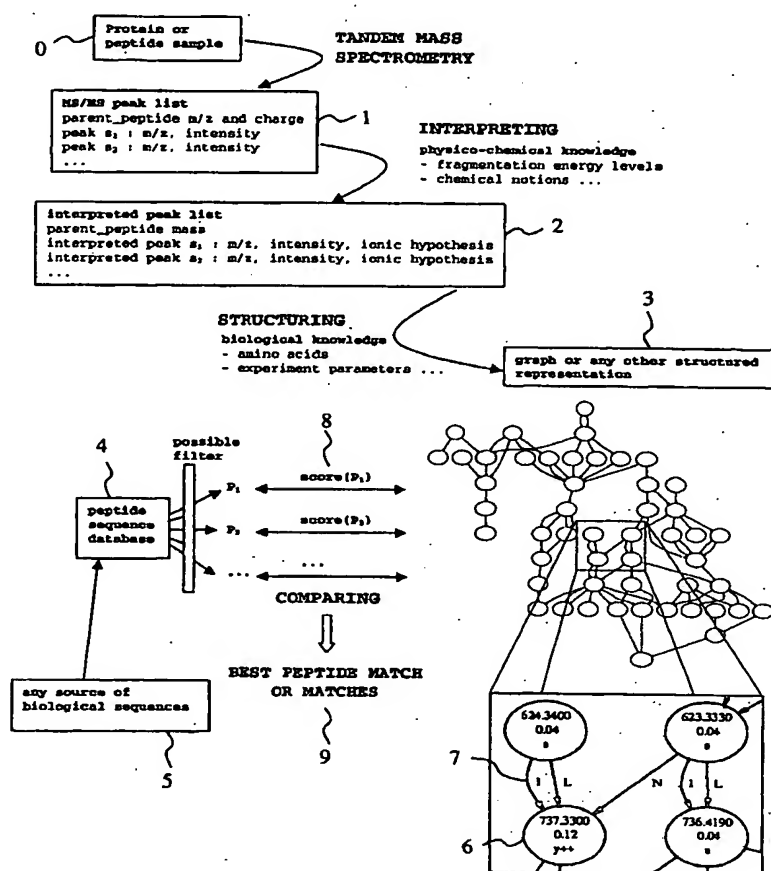 0
Protein or
peptide sample
TANDEM MASS
SPECTROMETRY
MS/MS peak list
parent_peptide m/z and charge
peak s₁ : m/z, intensity
peak s₂ : m/z, intensity
...
1
INTERPRETING
physico-chemical knowledge
- fragmentation energy levels
- chemical notions ...
interpreted peak list
parent_peptide mass
interpreted peak s₁ : m/z, intensity, ionic hypothesis
interpreted peak s₂ : m/z, intensity, ionic hypothesis
...
2
STRUCTURING
biological knowledge
- amino acids
- experiment parameters ...
3
graph or any other structured
representation
4
possible
filter
8
peptide
sequence
database
P₁
score(P₁)
P₂
score(P₂)
...
...
COMPARING
BEST PEPTIDE MATCH
OR MATCHES
9
any source of
biological sequences
5
624.3400
0.04
623.3330
0.04
7
I L
N I L
737.3300
0.12
y++
736.4190
0.04
6